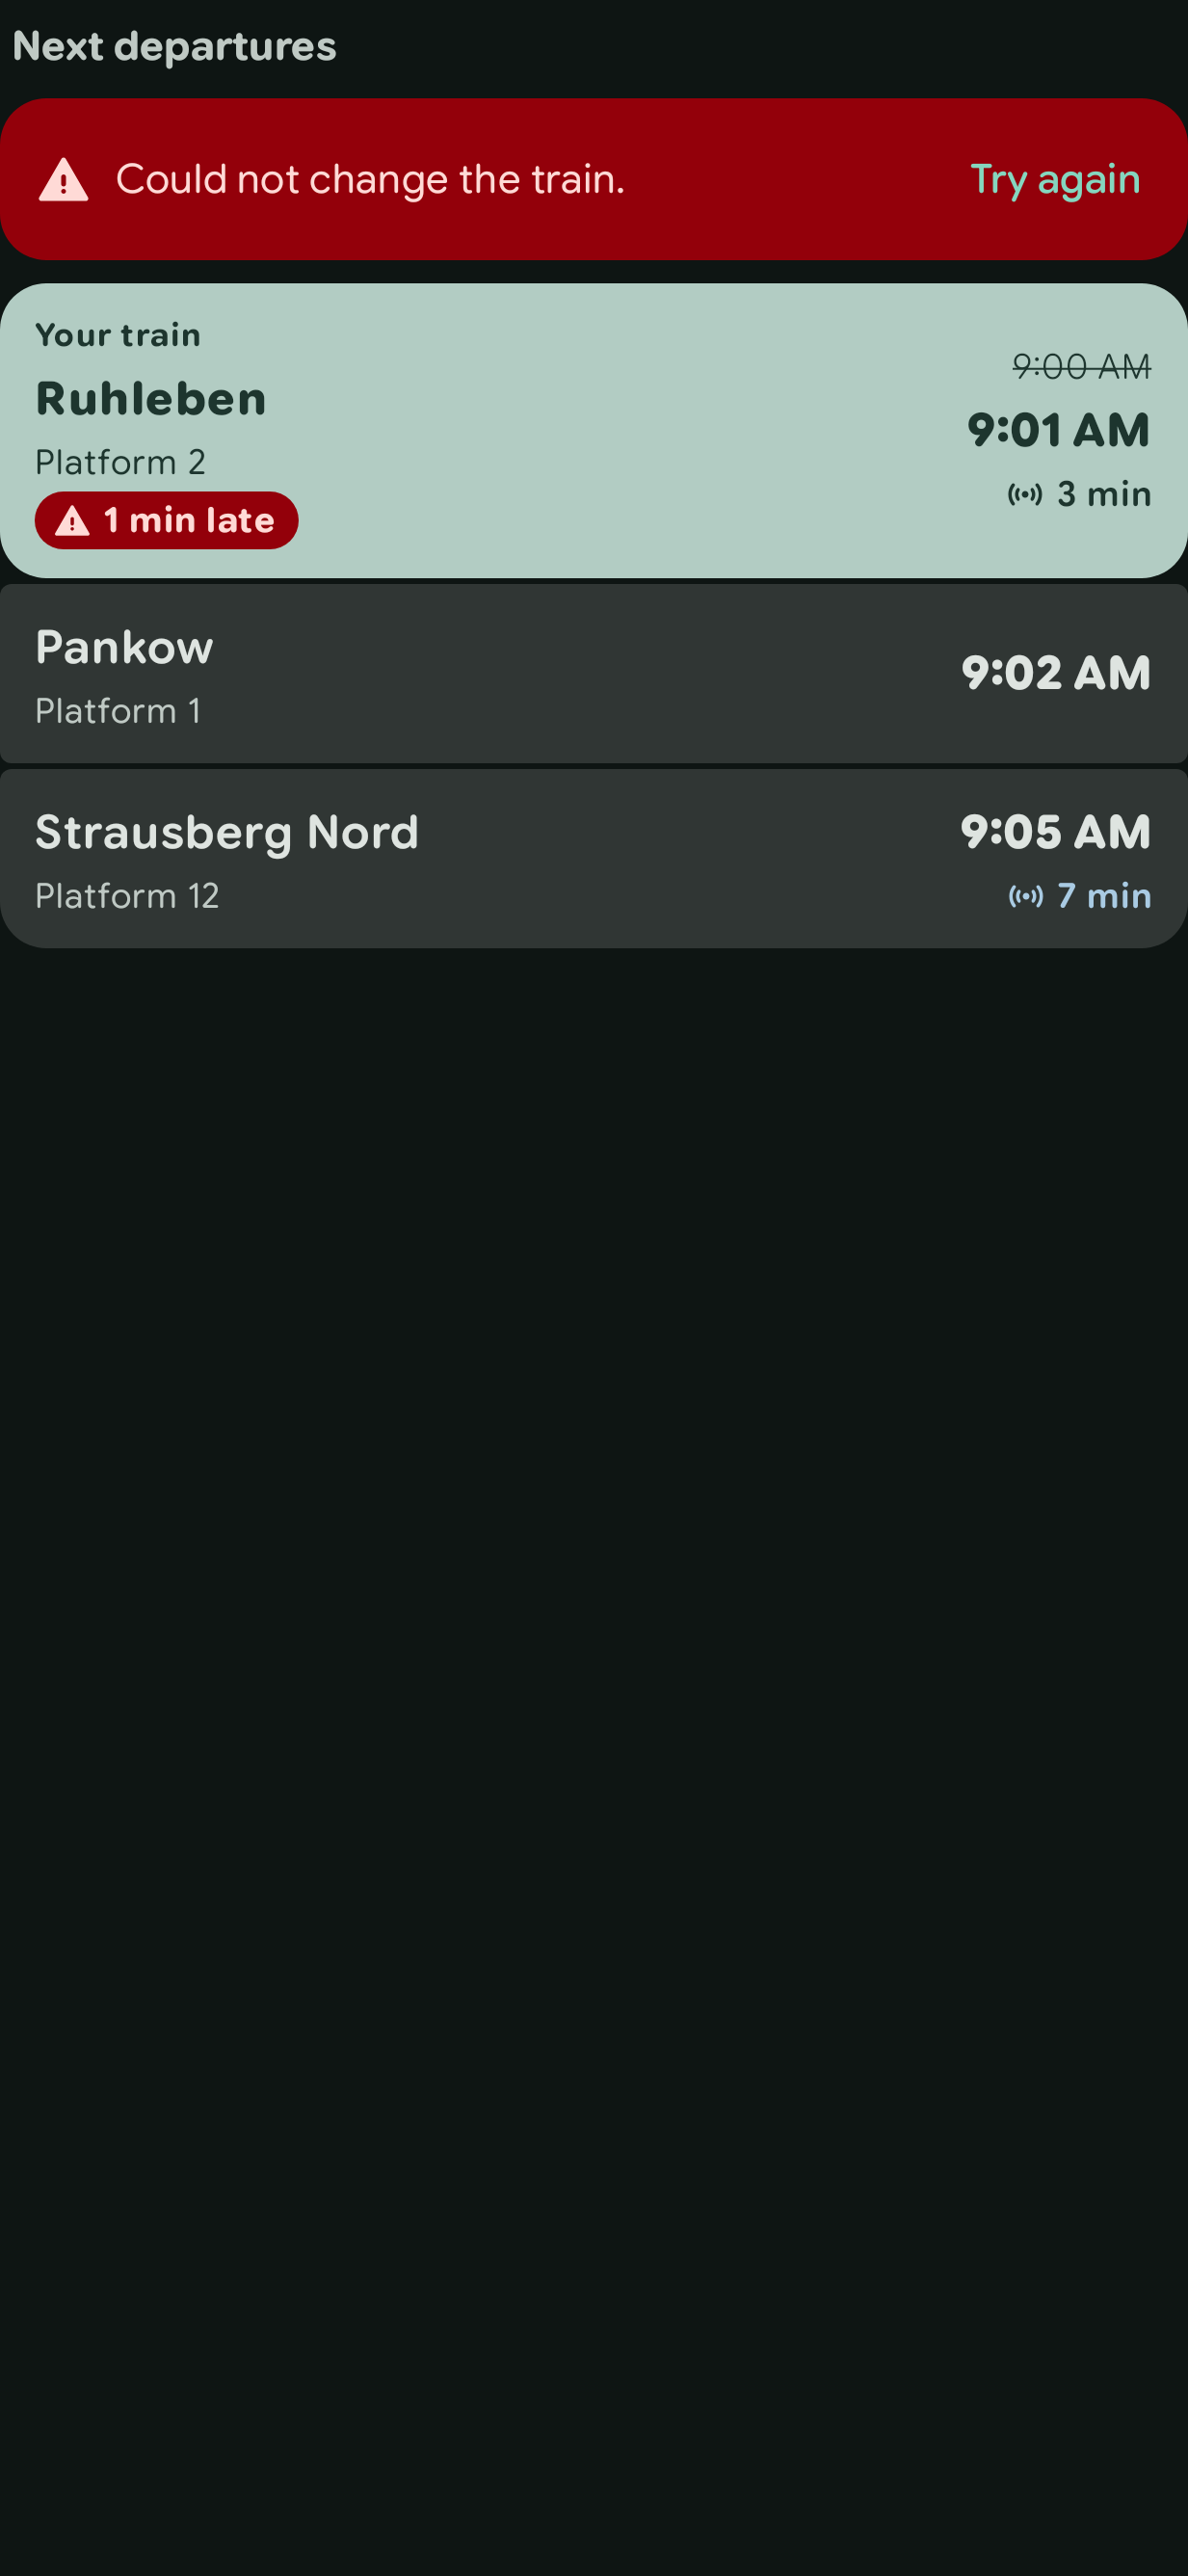 Next departures
Could not change the train. Try again
Your train
Ruhleben
Platform 2
1 min late
9:00 AM
9:01 AM
3 min
Pankow
Platform 1
9:02 AM
Strausberg Nord
Platform 12
9:05 AM
7 min